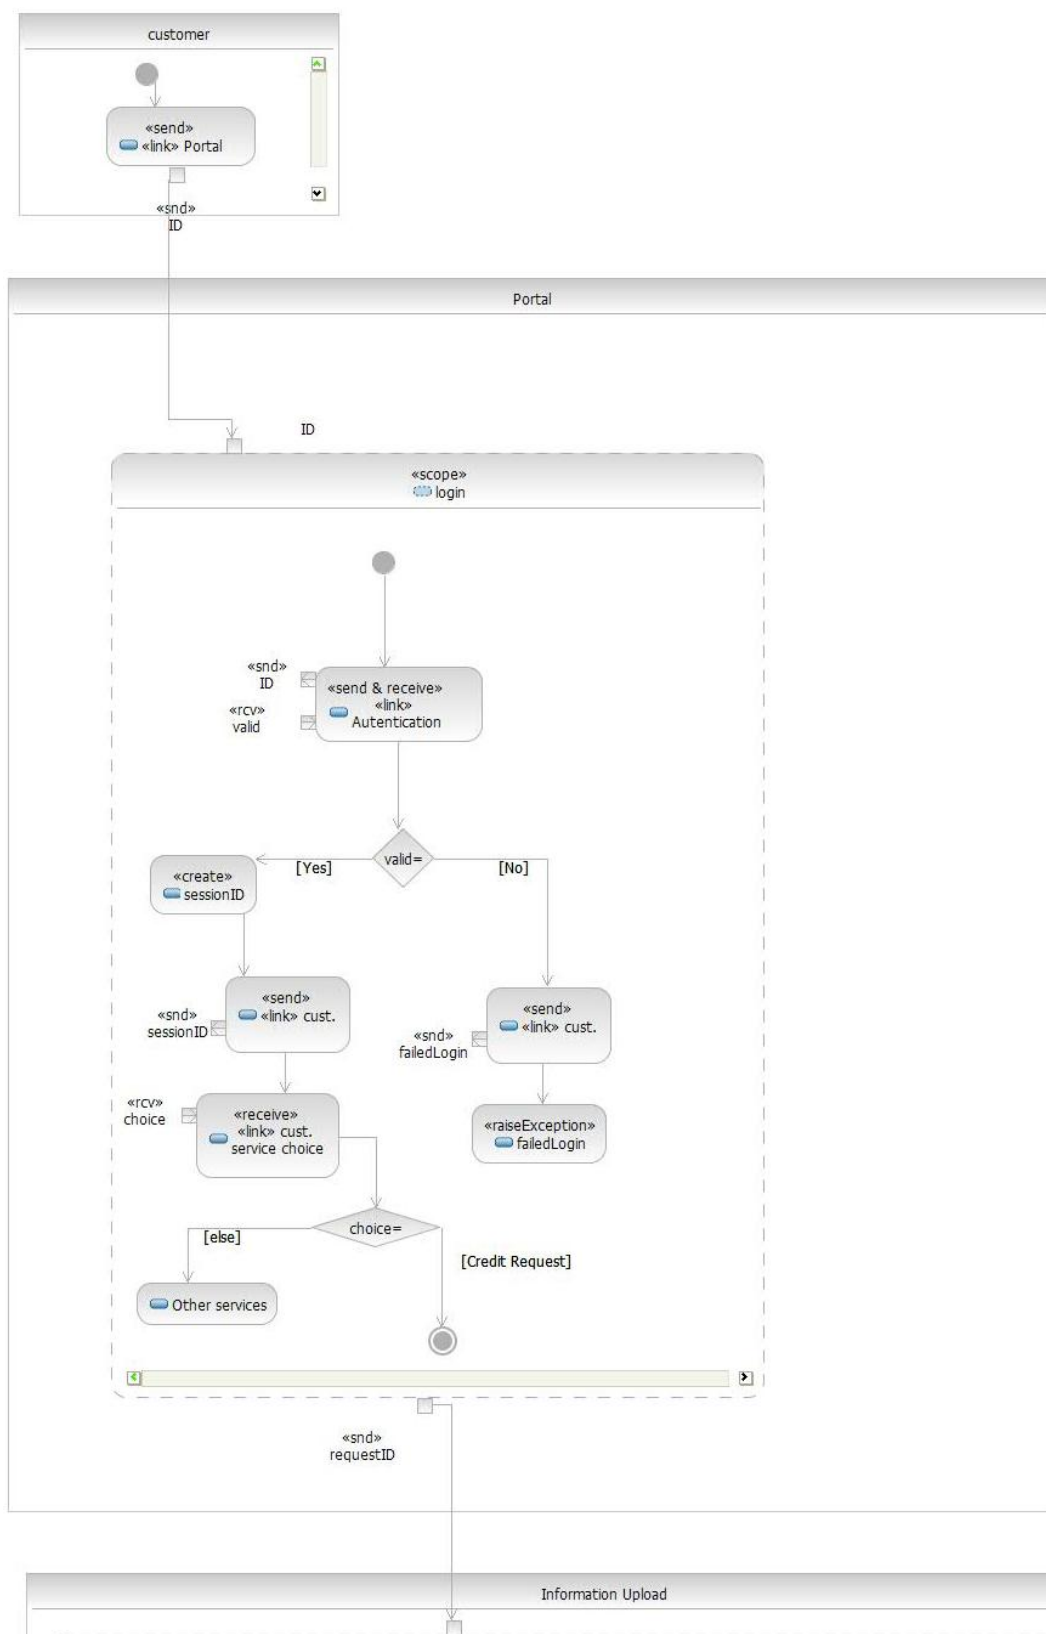 customer
«send»
«link» Portal
«snd»
ID
Portal
ID
«scope»
login
«snd»
ID
«send & receive»
«link»
Autentication
«rcv»
valid
valid=
[Yes]
[No]
«create»
sessionID
«send»
«link» cust.
«snd»
sessionID
«send»
«link» cust.
«snd»
failedLogin
«rcv»
choice
«receive»
«link» cust.
service choice
«raiseException»
failedLogin
choice=
[else]
[Credit Request]
Other services
«snd»
requestID
Information Upload